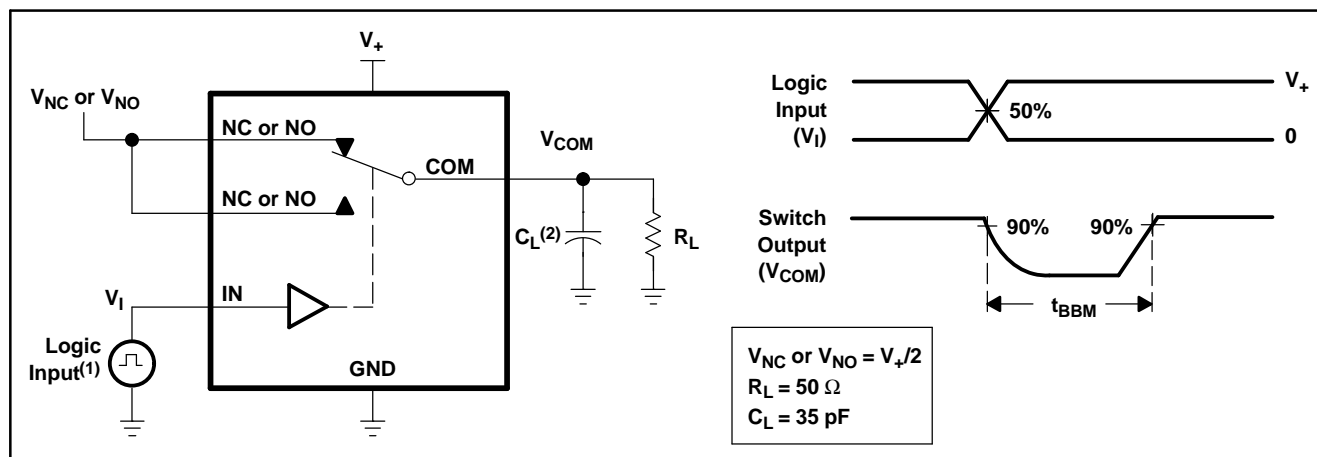 V+
VNC or VNO
NC or NO
VCOM
COM
NC or NO
CL(2)
RL
VI
IN
Logic
Input(1)
GND
Logic
Input
(VI)
V+
50%
0
Switch
Output
(VCOM)
90%
90%
tBBM
VNC or VNO = V+/2
RL = 50 Ω
CL = 35 pF